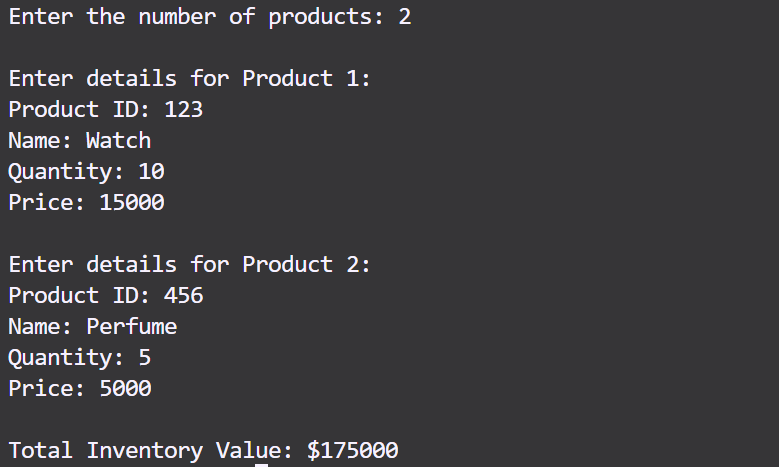 Enter the number of products: 2
Enter details for Product 1:
Product ID: 123
Name: Watch
Quantity: 10
Price: 15000
Enter details for Product 2:
Product ID: 456
Name: Perfume
Quantity: 5
Price: 5000
Total Inventory Value: $175000